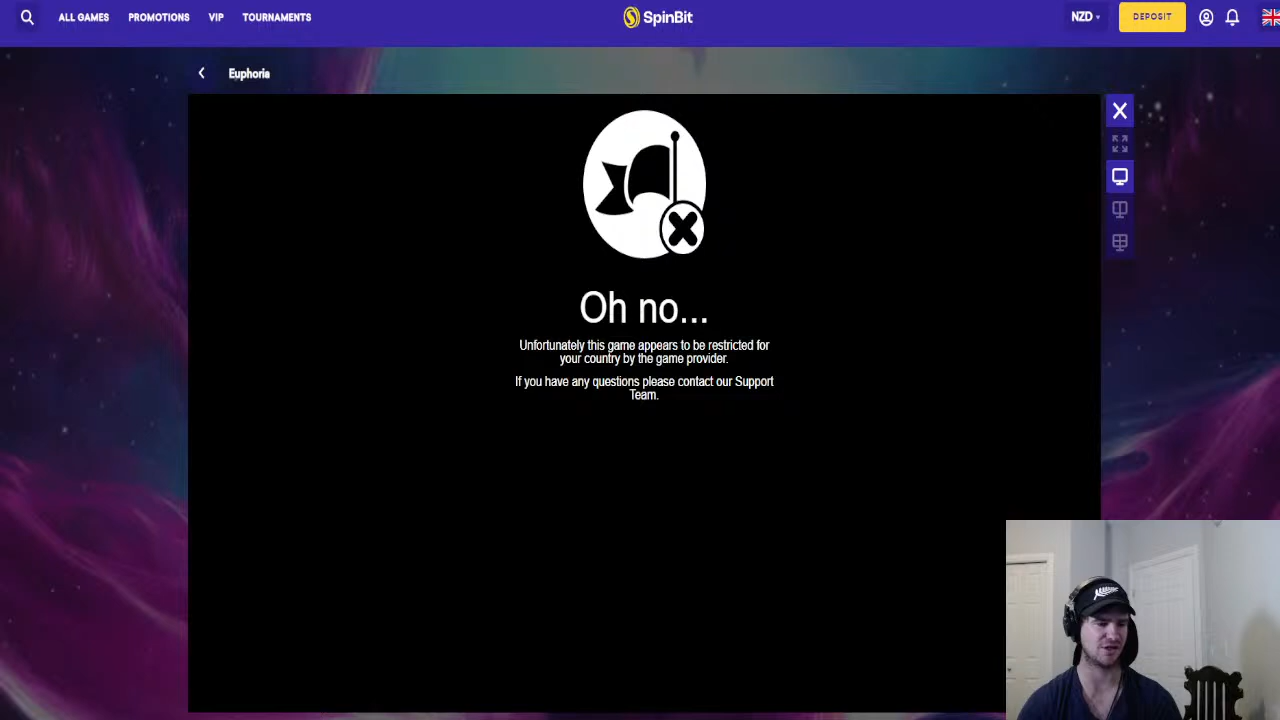 ALL GAMES PROMOTIONS VIP TOURNAMENTS SpinBit NZD DEPOSIT
Euphoria
Oh no...
Unfortunately this game appears to be restricted for
your country by the game provider.
If you have any questions please contact our Support
Team.